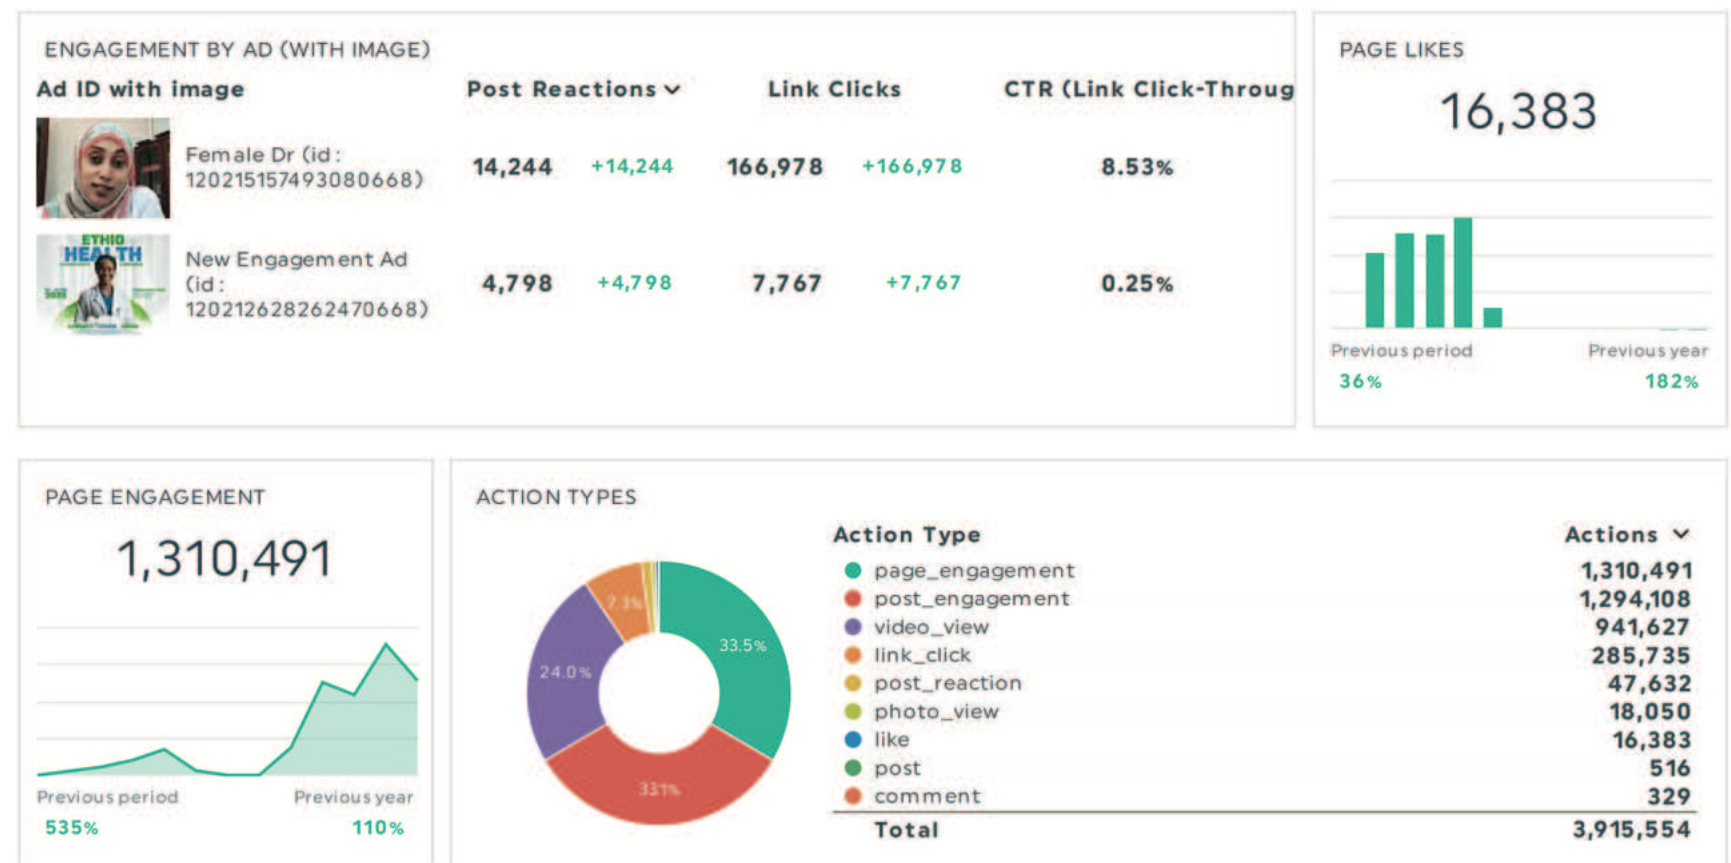 ENGAGEMENT BY AD (WITH IMAGE)
Ad ID with image Post Reactions Link Clicks CTR (Link Click-Throug
Female Dr (id:
120215157493080668)
14,244 +14,244 166,978 +166,978 8.53%
ETHIO
HEALTH
New Engagement Ad
(id:
120212628262470668)
4,798 +4,798 7,767 +7,767 0.25%
PAGE LIKES
16,383
Previous period Previous year
36% 182%
PAGE ENGAGEMENT
1,310,491
Previous period Previous year
535% 110%
ACTION TYPES
33.5%
33.1%
24.0%
7.3%
Action Type Actions
page_engagement 1,310,491
post_engagement 1,294,108
video_view 941,627
link_click 285,735
post_reaction 47,632
photo_view 18,050
like 16,383
post 516
comment 329
Total 3,915,554